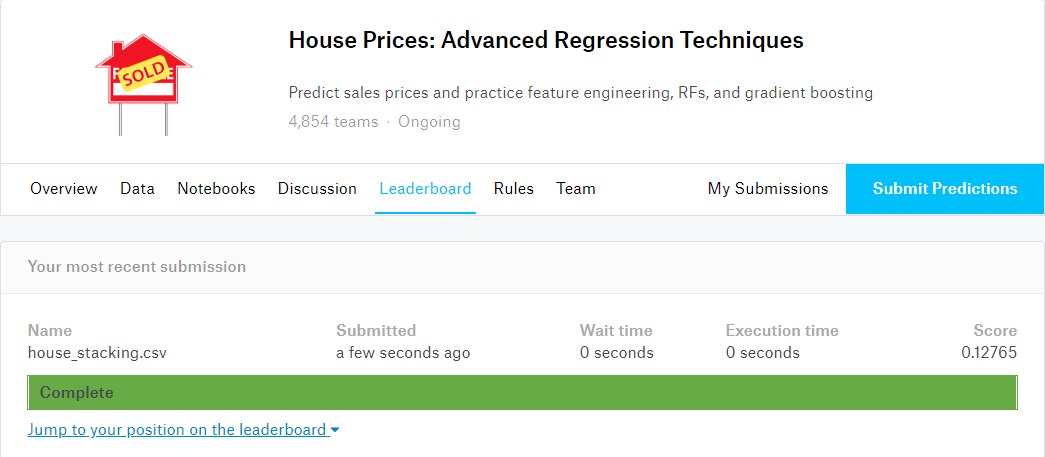 SOLD
House Prices: Advanced Regression Techniques
Predict sales prices and practice feature engineering, RFs, and gradient boosting
4,854 teams · Ongoing
Overview Data Notebooks Discussion Leaderboard Rules Team My Submissions Submit Predictions
Your most recent submission
Name Submitted Wait time Execution time Score
house_stacking.csv a few seconds ago 0 seconds 0 seconds 0.12765
Complete
Jump to your position on the leaderboard